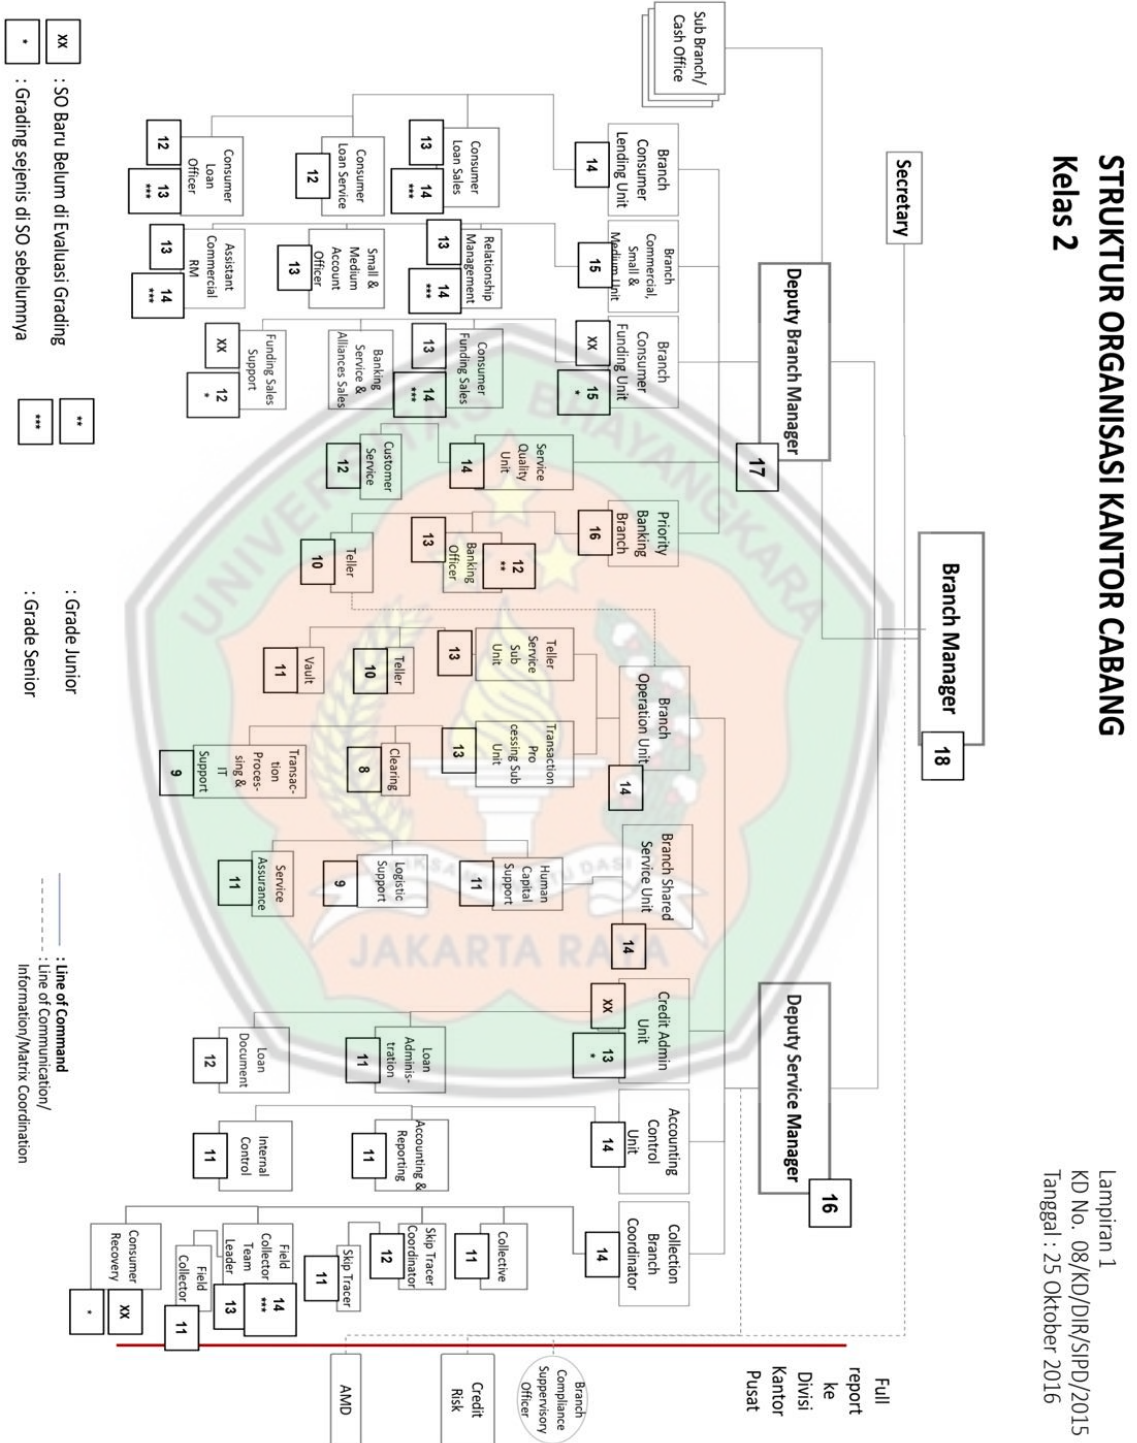 STRUKTUR ORGANISASI KANTOR CABANG
Kelas 2
Lampiran 1
KD No. 08/KD/DIR/SIPD/2015
Tanggal : 25 Oktober 2016
Branch Manager
18
Secretary
Deputy Branch Manager
17
Deputy Service Manager
16
Full
report
ke
Divisi
Kantor
Pusat
Sub Branch/
Cash Office
Branch
Consumer
Lending Unit
14
Consumer
Loan Sales
13
14
***
Consumer
Loan Service
12
Consumer
Loan
Officer
12
13
***
Branch
Commercial,
Small &
Medium Unit
15
Relationship
Management
13
14
***
Small &
Medium
Account
Officer
13
Assistant
Commercial
RM
13
14
***
Branch
Consumer
Funding Unit
XX
15
*
Consumer
Funding Sales
13
14
***
Banking
Service &
Alliances Sales
Funding Sales
Support
XX
12
*
Service
Quality
Unit
14
Customer
Service
12
Priority
Banking
Branch
16
Banking
Officer
12
**
13
Teller
10
Branch
Operation Unit
14
Teller
Service
Sub
Unit
13
Teller
10
Vault
11
Transaction
Pro
cessing Sub
Unit
13
Clearing
8
Transac-
tion
Proces-
sing &
IT
Support
9
Branch Shared
Service Unit
14
Human
Capital
Support
11
Logistic
Support
9
Service
Assurance
11
Credit Admin
Unit
XX
13
*
Loan
Adminis-
tration
11
Loan
Document
12
Accounting
Control
Unit
14
Accounting &
Reporting
11
Internal
Control
11
Collection
Branch
Coordinator
14
Collective
11
Skip Tracer
Coordinator
12
Skip Tracer
11
Field
Collector
Team
Leader
14
***
13
Field
Collector
11
Consumer
Recovery
XX
*
Branch
Compliance
Suppervisory
Officer
Credit
Risk
AMD
XX : SO Baru Belum di Evaluasi Grading
* : Grading sejenis di SO sebelumnya
** : Grade Junior
*** : Grade Senior
: Line of Command
: Line of Communication/
Information/Matrix Coordination
UNIVERSITAS BHAYANGKARA
JAKARTA RAYA